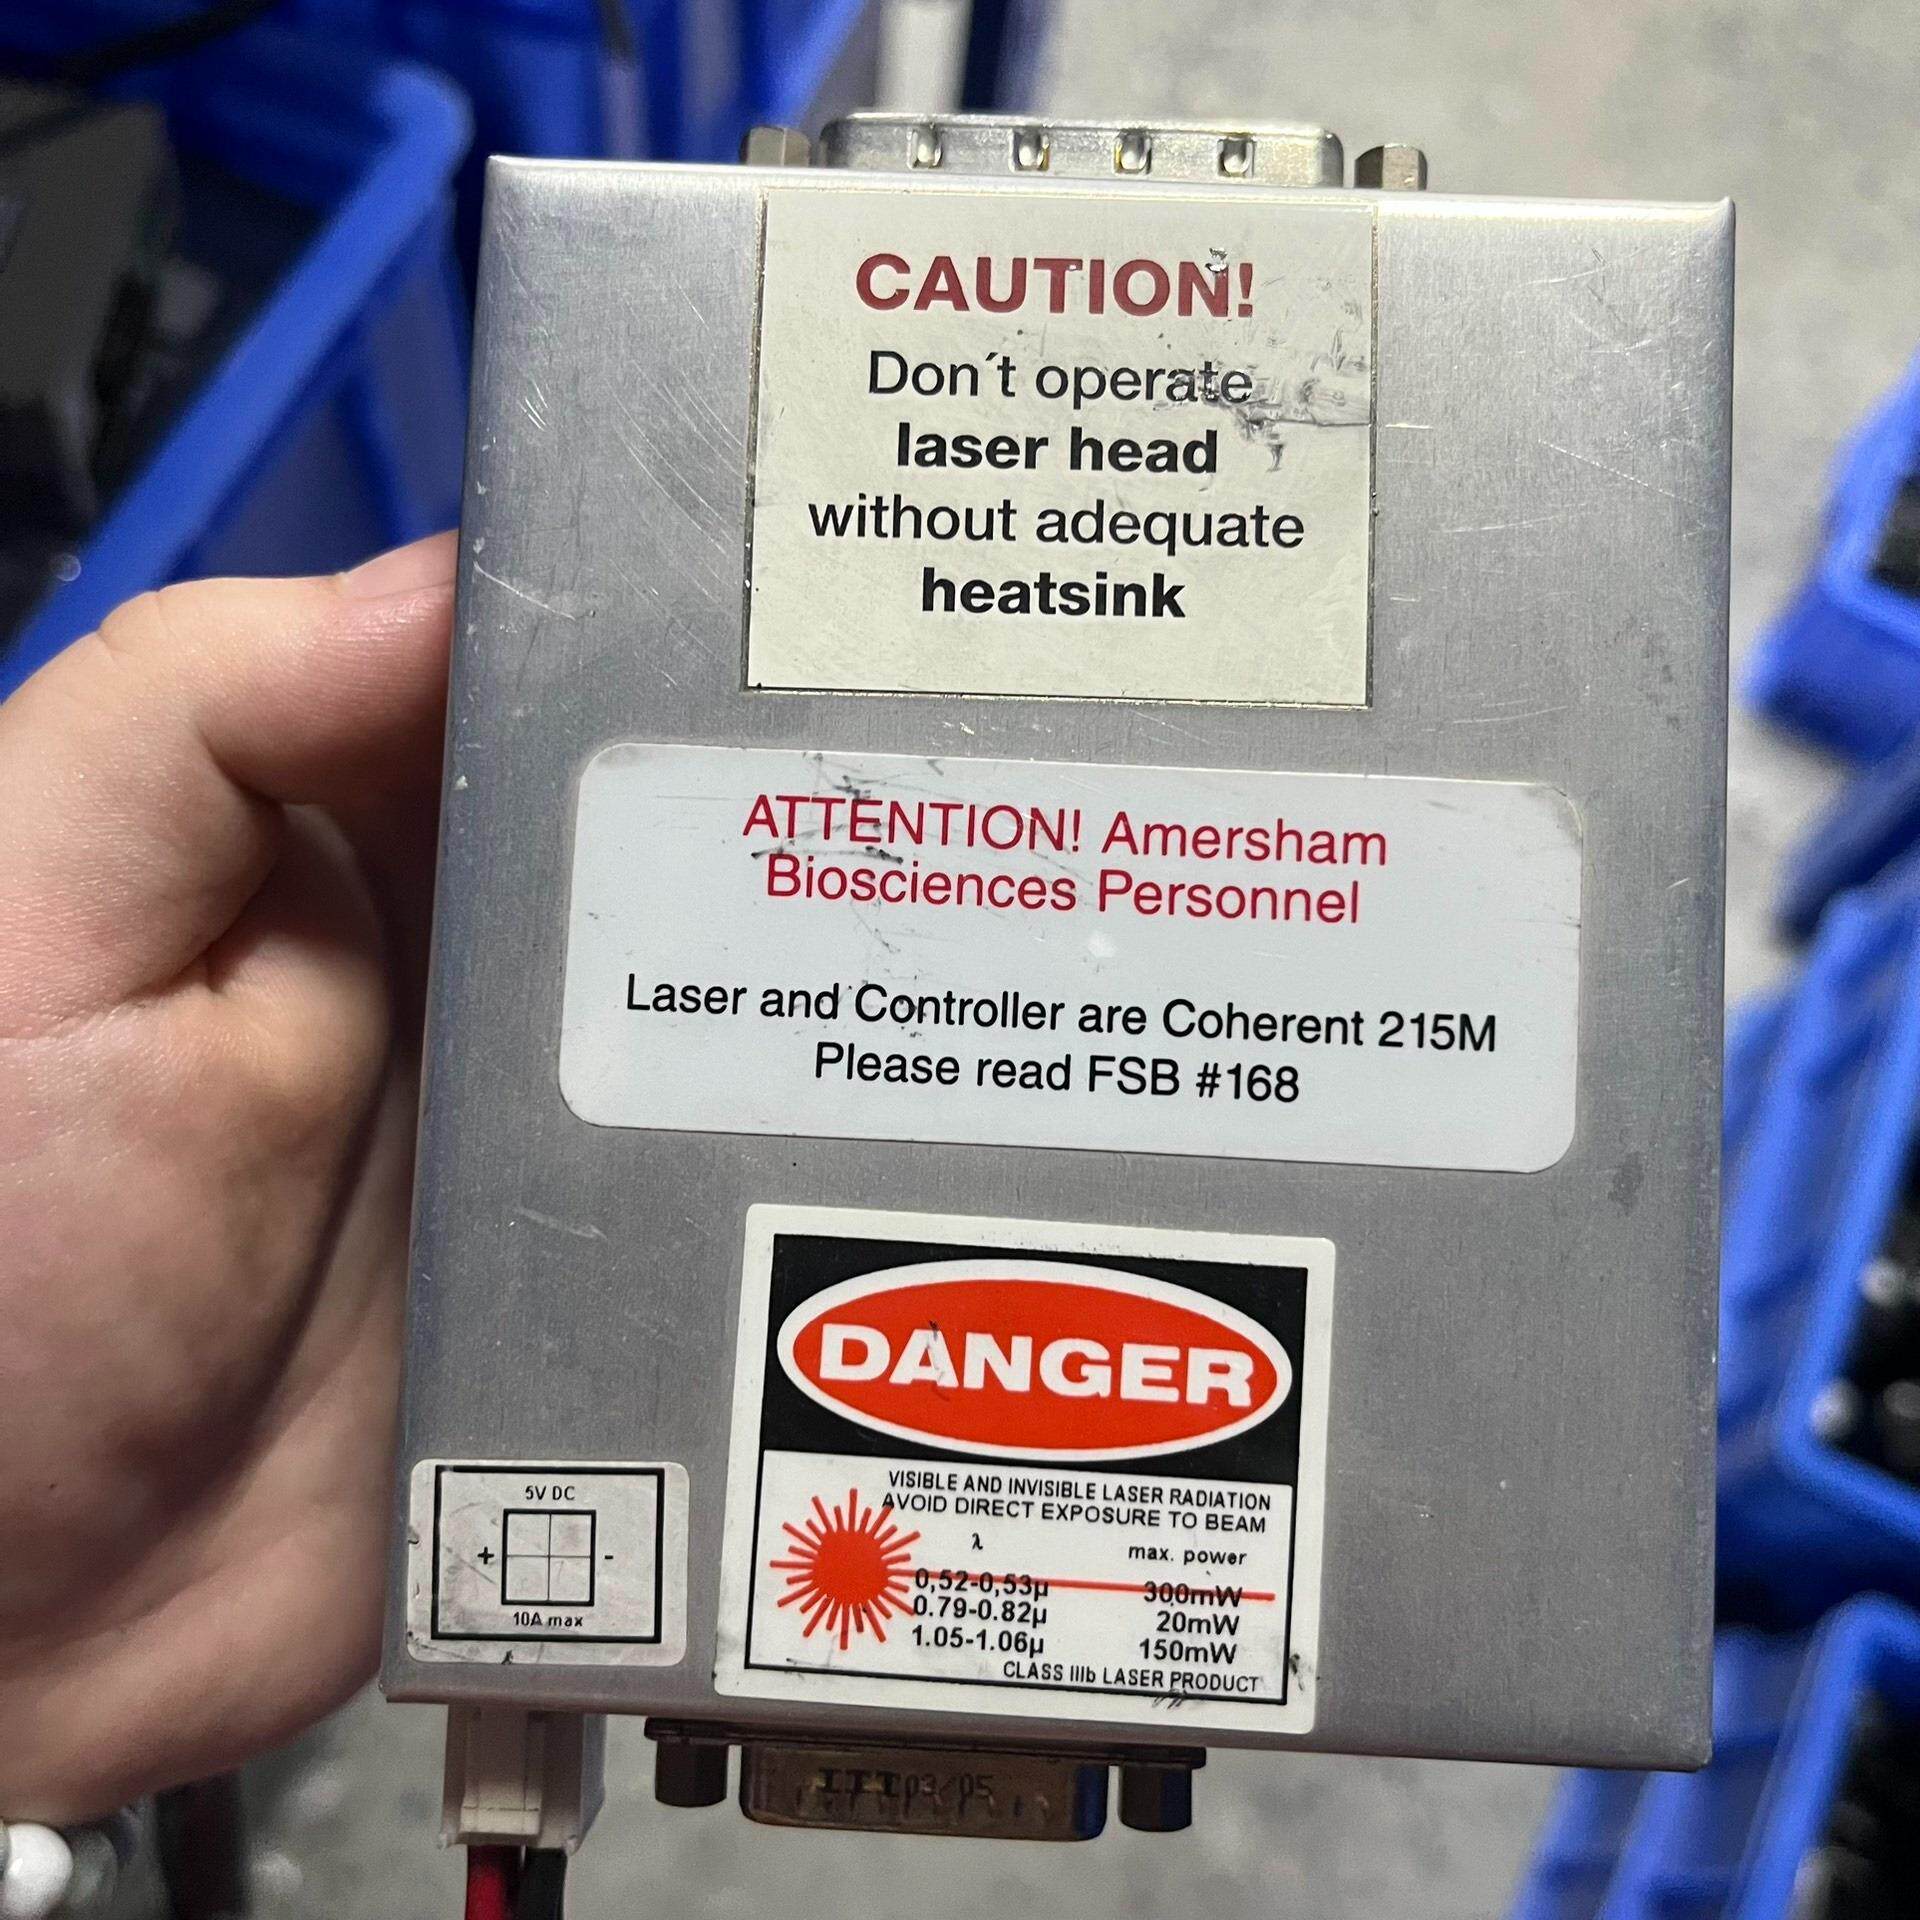 CAUTION!
Don´t operate
laser head
without adequate
heatsink
ATTENTION! Amersham
Biosciences Personnel
Laser and Controller are Coherent 215M
Please read FSB #168
DANGER
VISIBLE AND INVISIBLE LASER RADIATION
AVOID DIRECT EXPOSURE TO BEAM
λ max. power
0,52-0,53µ 300mW
0.79-0.82µ 20mW
1.05-1.06µ 150mW
CLASS IIIb LASER PRODUCT
5V DC
+ -
10A max
03/05